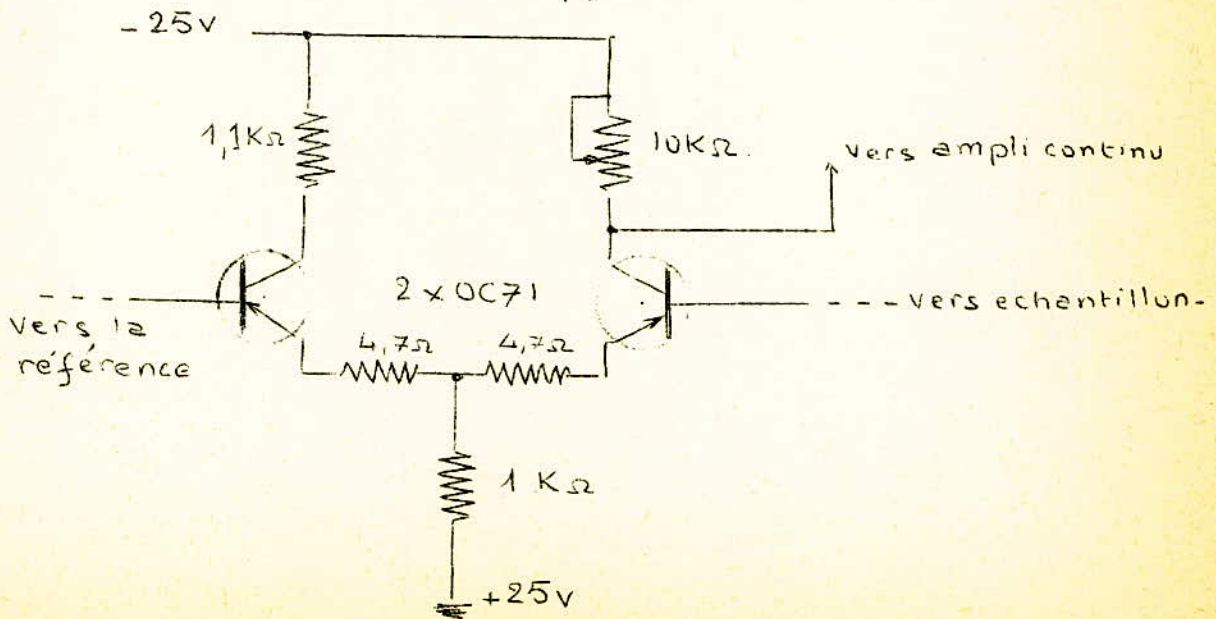 - 25v
1,1KΩ
10KΩ.
vers ampli continu
2 x OC71
--- vers echantillon-
vers la
référence
4,7Ω
4,7Ω
1 KΩ
+25v